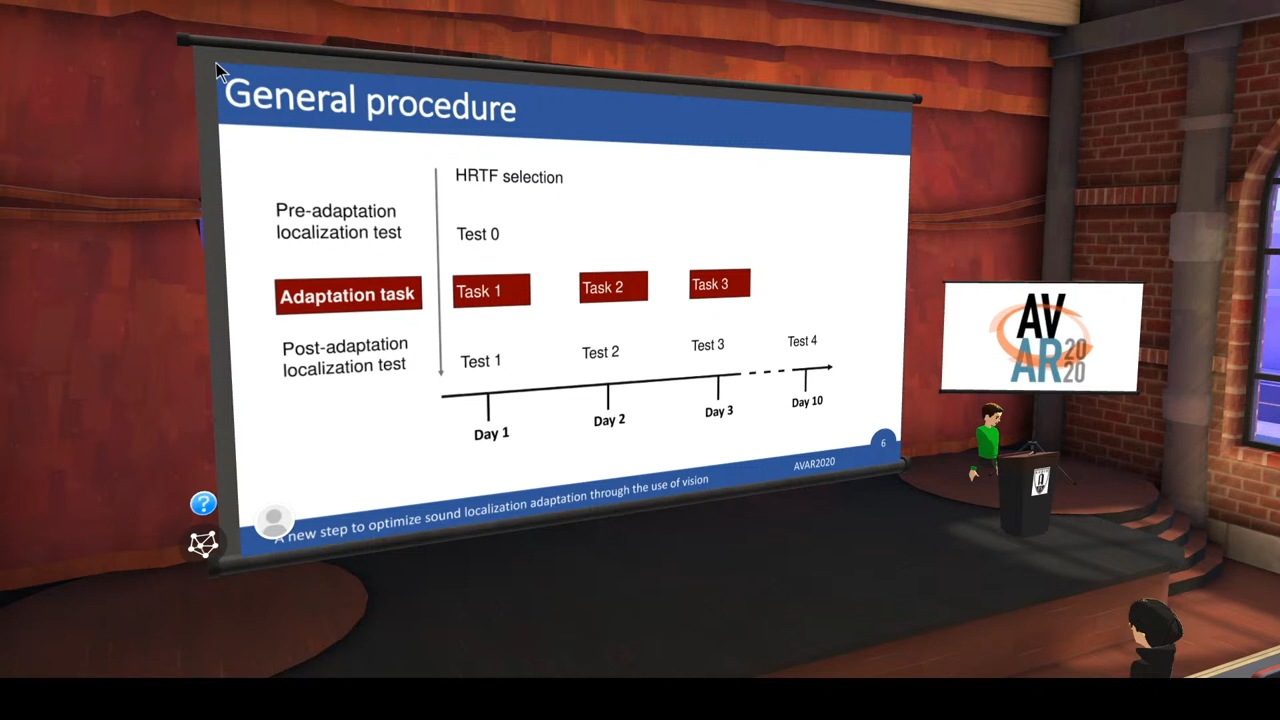 General procedure
HRTF selection
Pre-adaptation
localization test
Test 0
Adaptation task
Task 1
Task 2
Task 3
Post-adaptation
localization test
Test 1
Test 2
Test 3
Test 4
Day 1
Day 2
Day 3
Day 10
6
A new step to optimize sound localization adaptation through the use of vision
AVAR2020
?
AV
AR 20
20